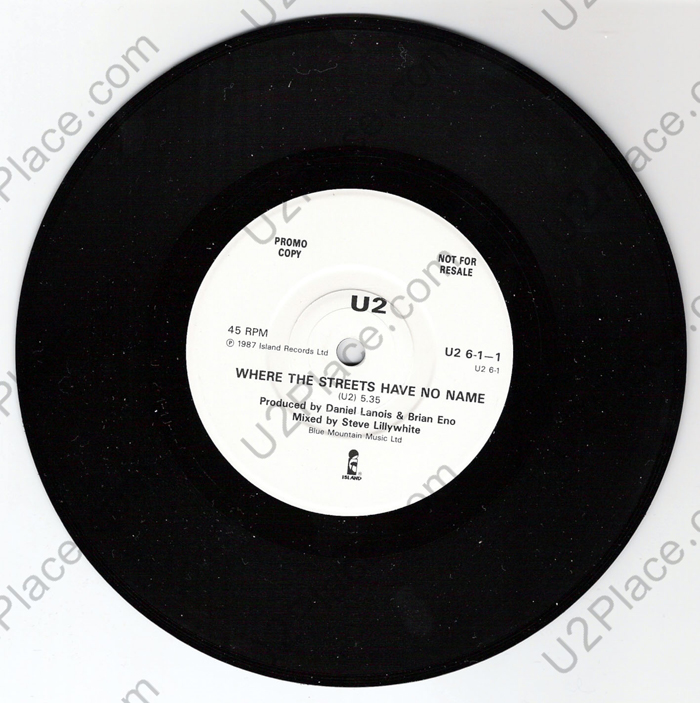 PROMO
COPY
NOT FOR
RESALE
U2
45 RPM
℗ 1987 Island Records Ltd
U2 6-1—1
U2 6-1
WHERE THE STREETS HAVE NO NAME
(U2) 5.35
Produced by Daniel Lanois & Brian Eno
Mixed by Steve Lillywhite
Blue Mountain Music Ltd
ISLAND
U2Place.com